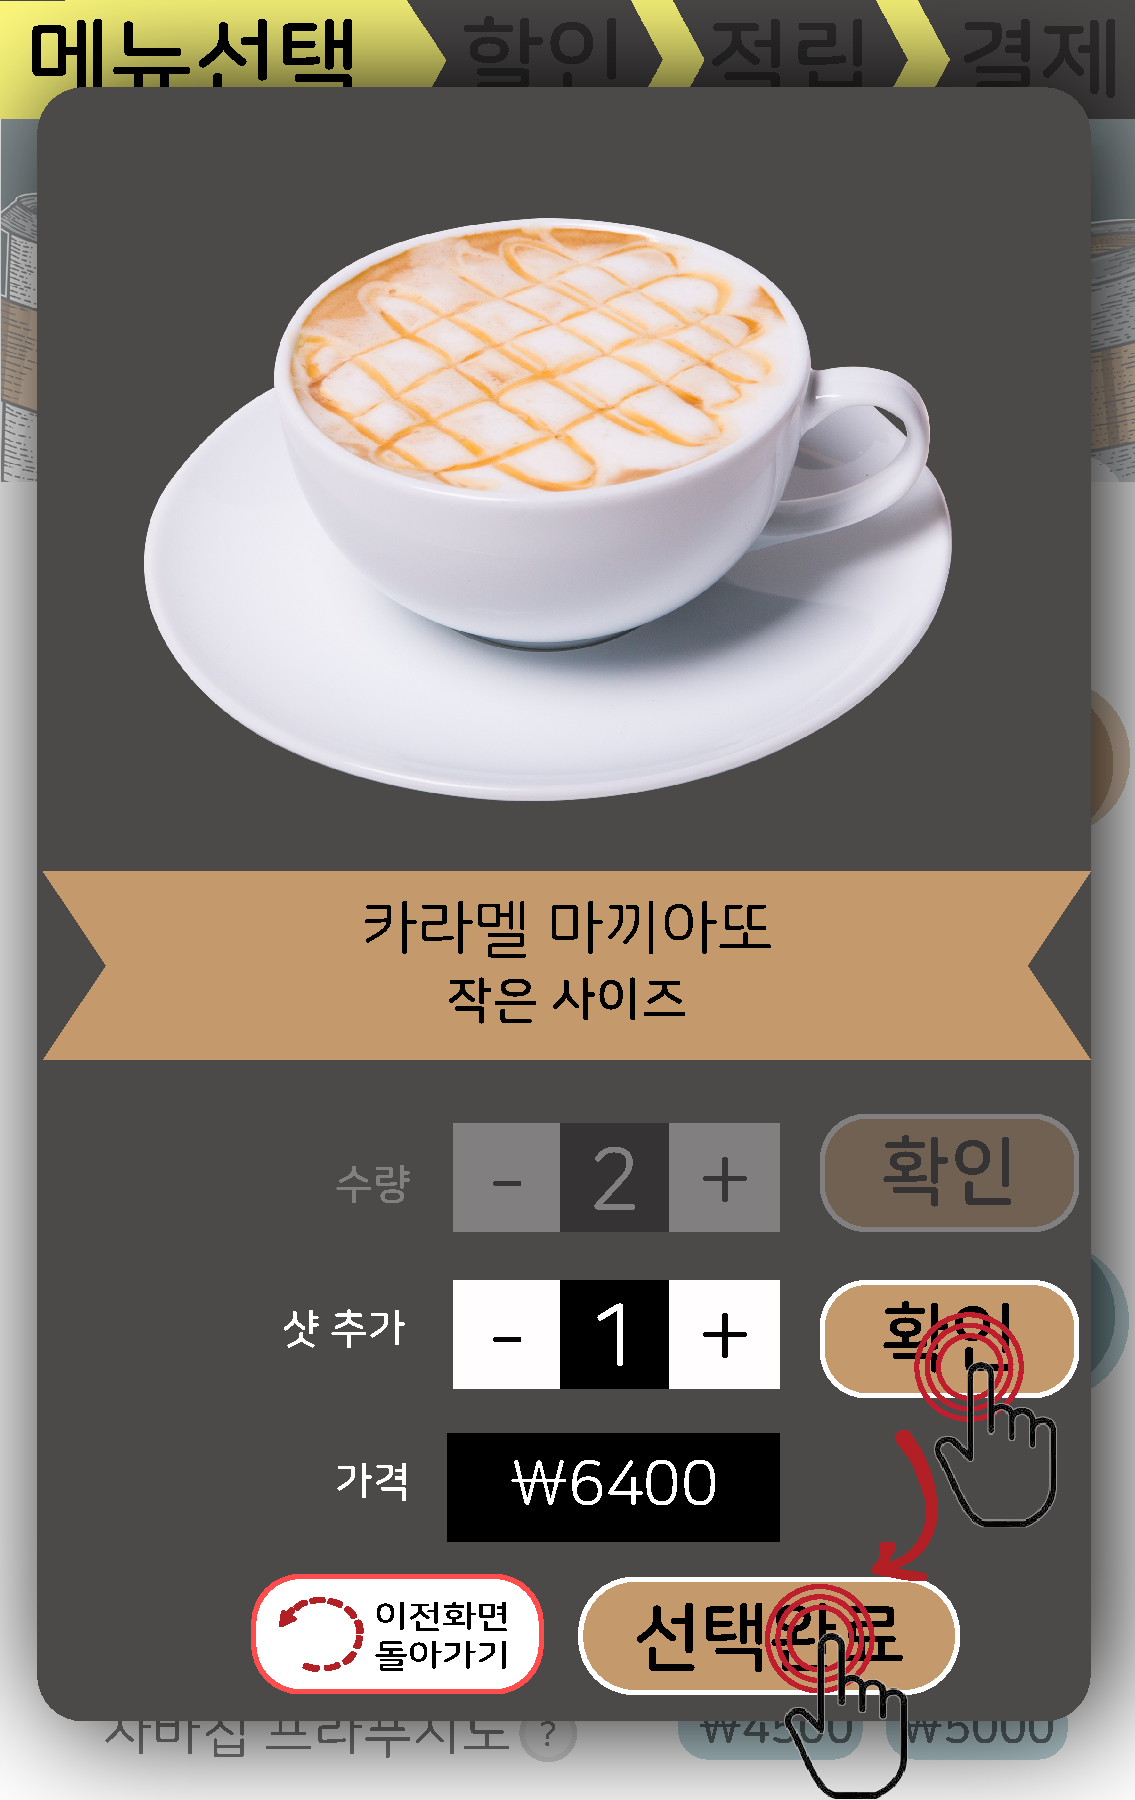 메뉴선택 할인 적립 결제
카라멜 마끼아또
작은 사이즈
수량 - 2 + 확인
샷 추가 - 1 + 확인
가격 ₩6400
이전화면
돌아가기
선택완료
자바칩 프라푸치노 ? ₩4500 ₩5000